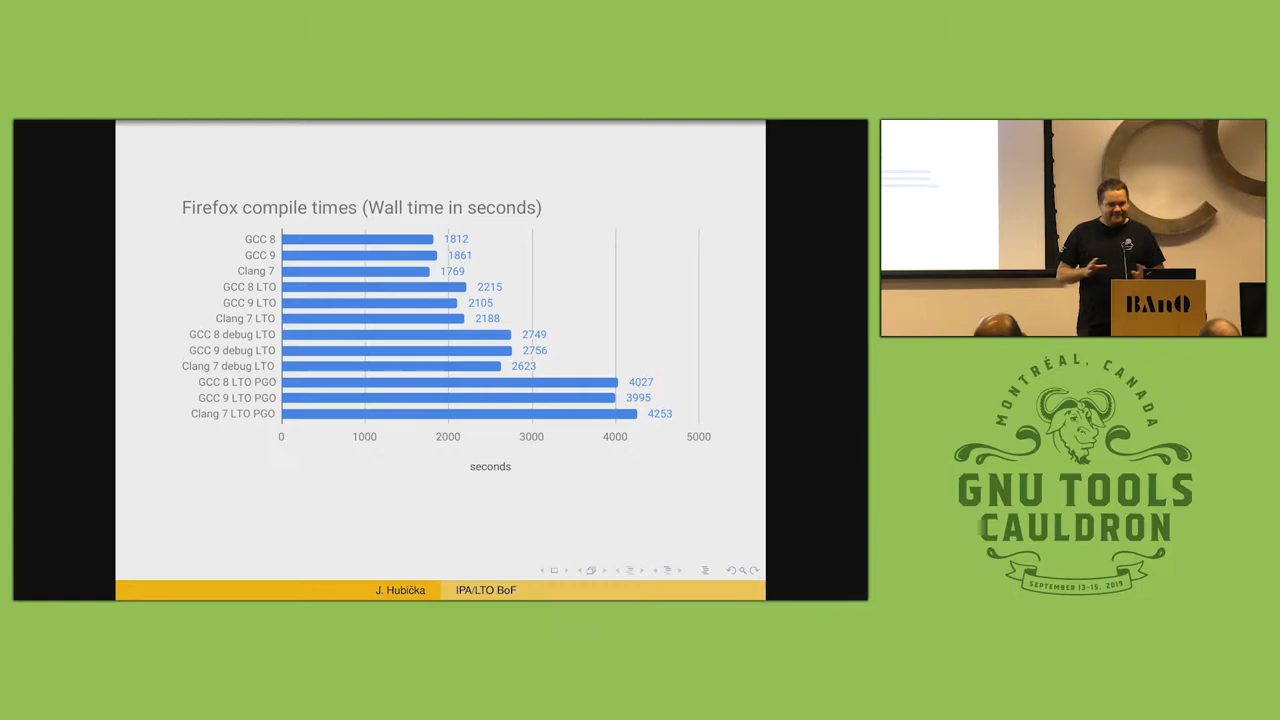 Firefox compile times (Wall time in seconds)
GCC 8 1812
GCC 9 1861
Clang 7 1769
GCC 8 LTO 2215
GCC 9 LTO 2105
Clang 7 LTO 2188
GCC 8 debug LTO 2749
GCC 9 debug LTO 2756
Clang 7 debug LTO 2623
GCC 8 LTO PGO 4027
GCC 9 LTO PGO 3995
Clang 7 LTO PGO 4253
0 1000 2000 3000 4000 5000
seconds
J. Hubička IPA/LTO BoF
BAnQ
MONTRÉAL, CANADA
GNU TOOLS
CAULDRON
SEPTEMBER 13-15, 2019